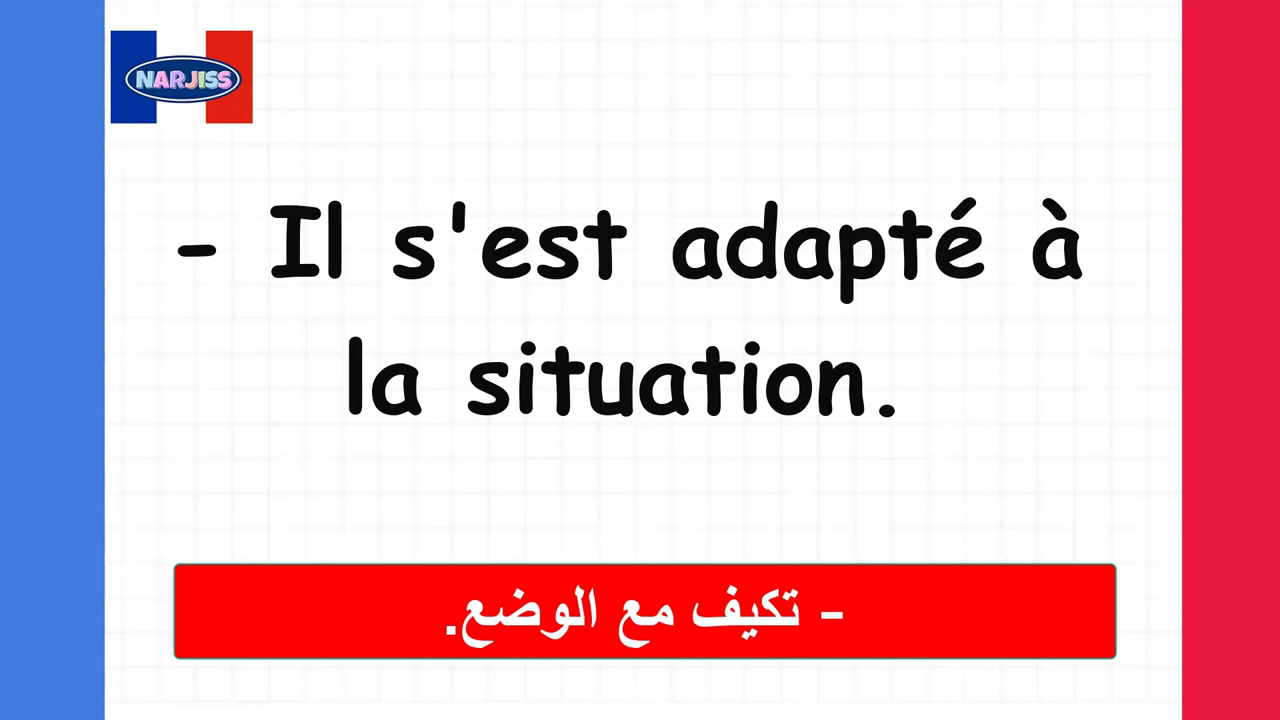 NARJISS
- Il s'est adapté à
la situation.
- تكيف مع الوضع.